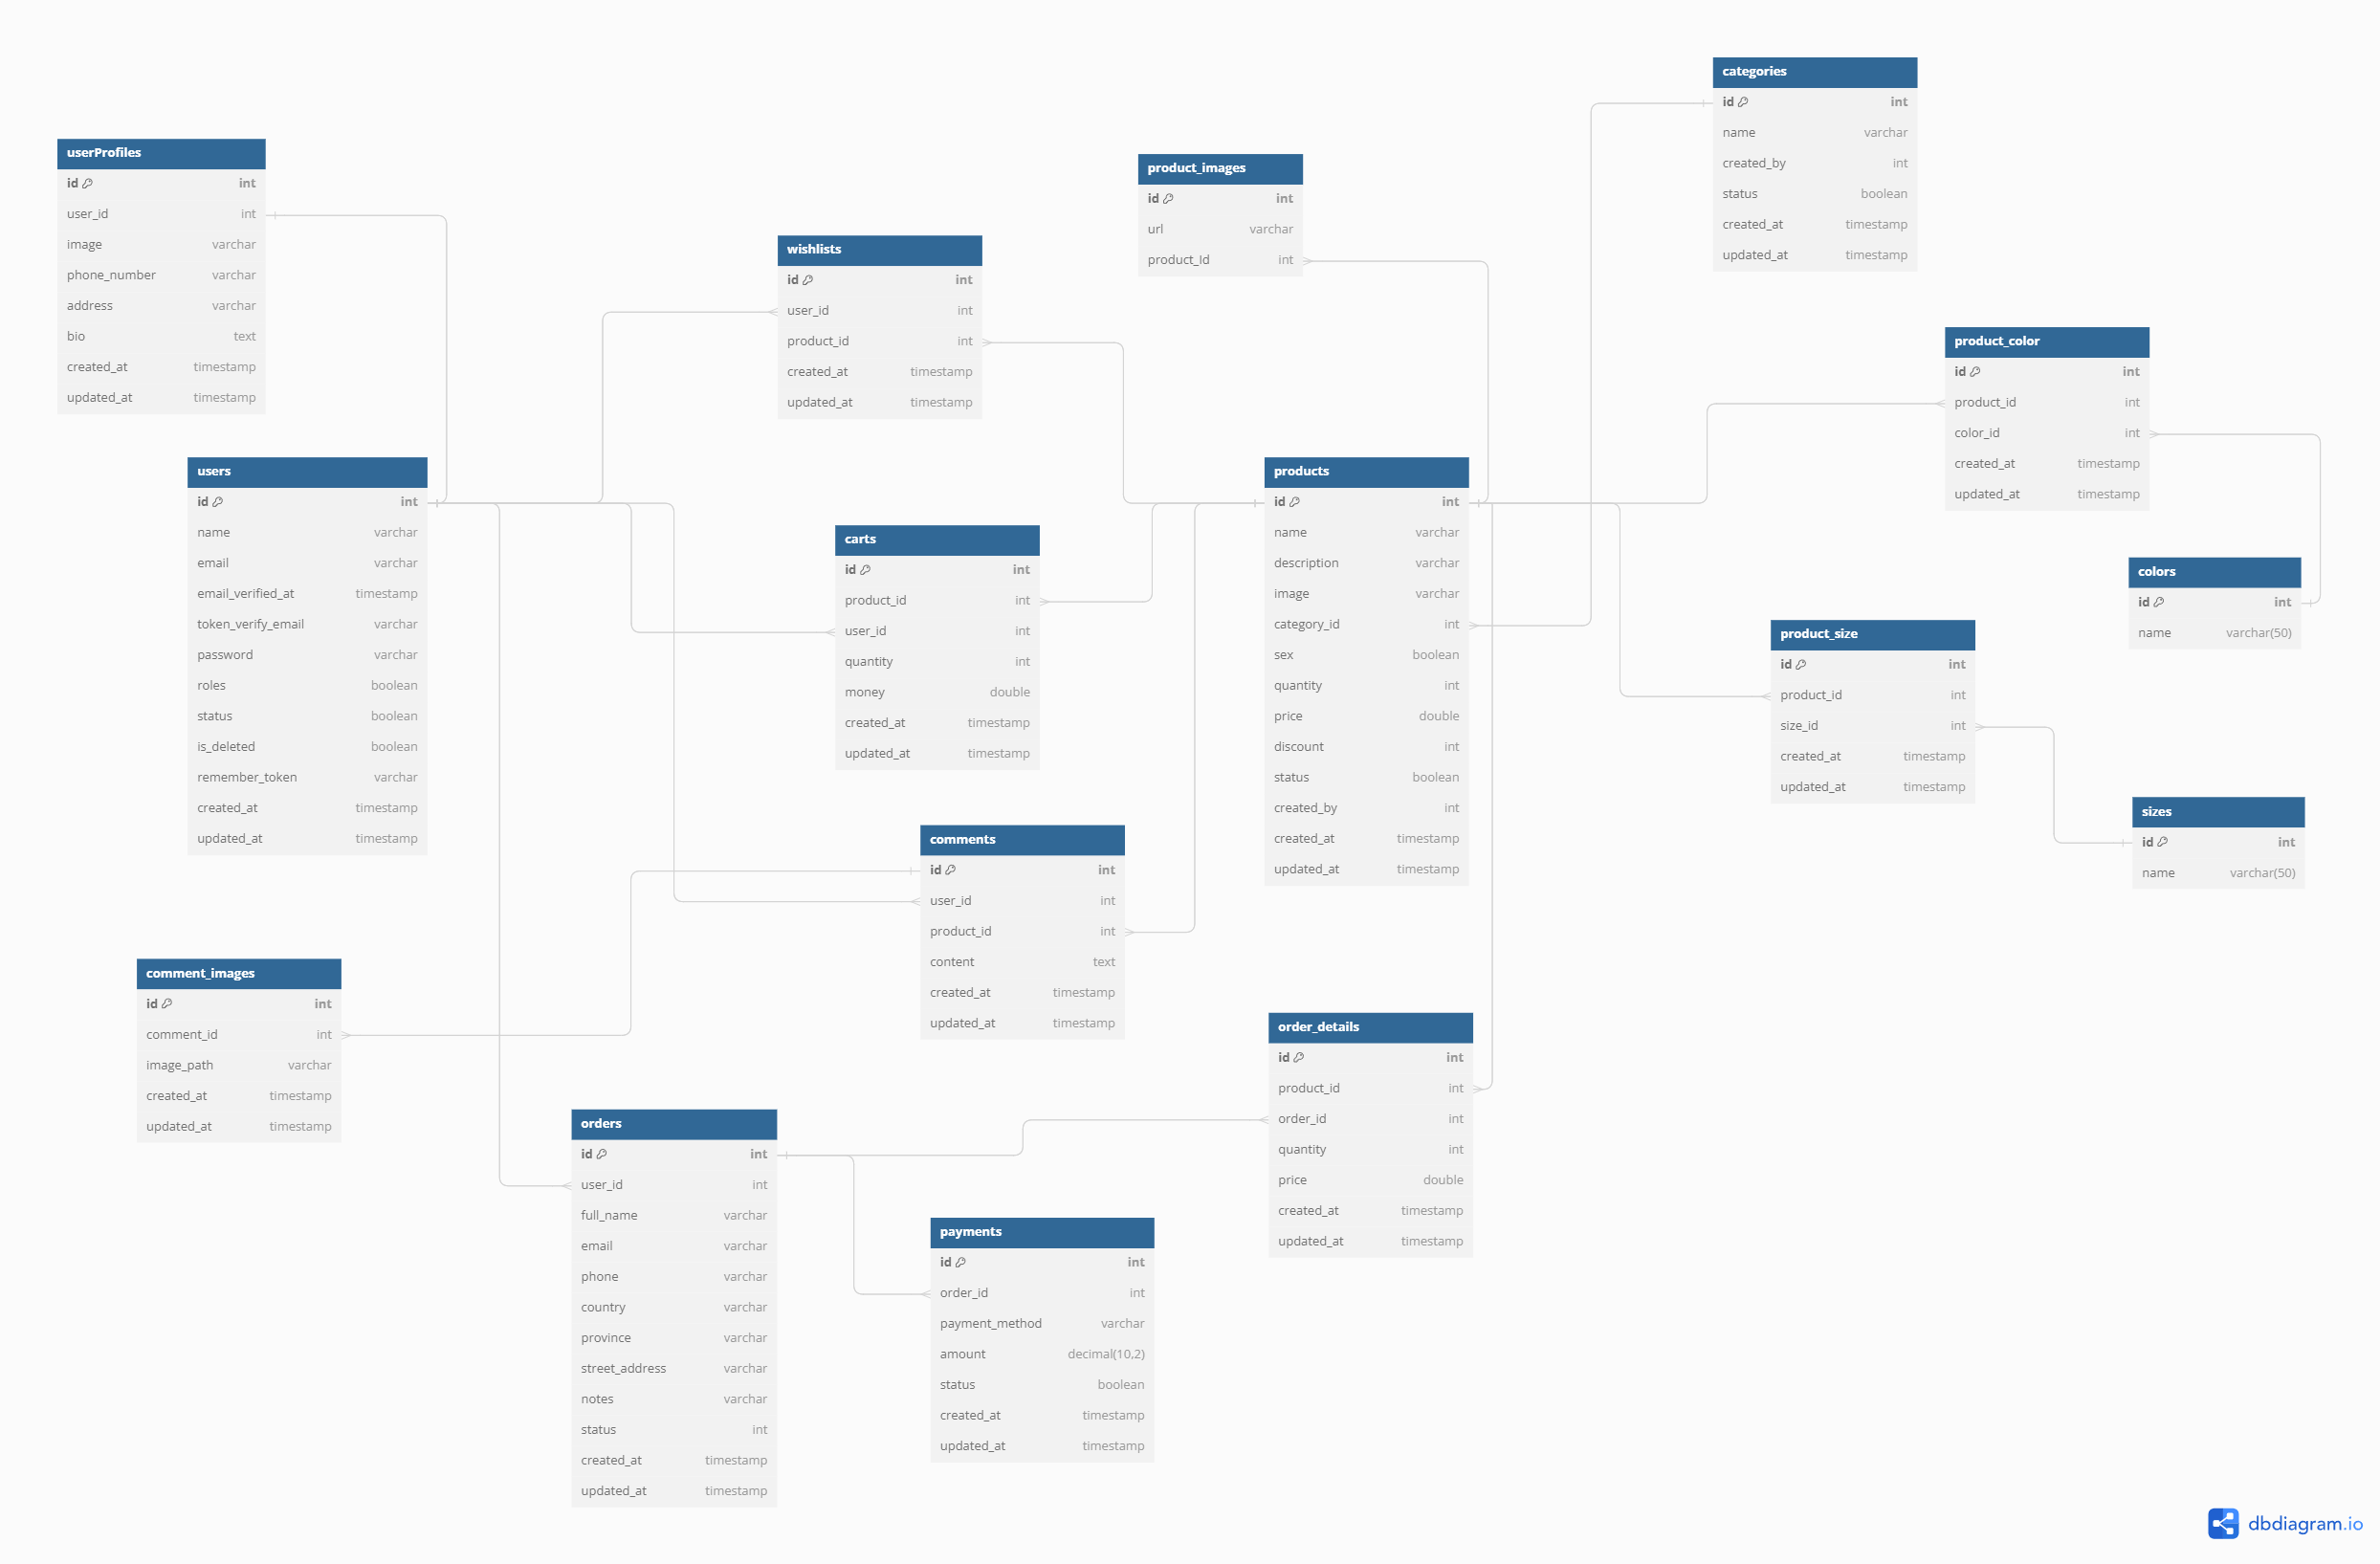 categories
id int
name varchar
created_by int
status boolean
created_at timestamp
updated_at timestamp
userProfiles
id int
user_id int
image varchar
phone_number varchar
address varchar
bio text
created_at timestamp
updated_at timestamp
product_images
id int
url varchar
product_Id int
wishlists
id int
user_id int
product_id int
created_at timestamp
updated_at timestamp
product_color
id int
product_id int
color_id int
created_at timestamp
updated_at timestamp
users
id int
name varchar
email varchar
email_verified_at timestamp
token_verify_email varchar
password varchar
roles boolean
status boolean
is_deleted boolean
remember_token varchar
created_at timestamp
updated_at timestamp
products
id int
name varchar
description varchar
image varchar
category_id int
sex boolean
quantity int
price double
discount int
status boolean
created_by int
created_at timestamp
updated_at timestamp
carts
id int
product_id int
user_id int
quantity int
money double
created_at timestamp
updated_at timestamp
colors
id int
name varchar(50)
product_size
id int
product_id int
size_id int
created_at timestamp
updated_at timestamp
sizes
id int
name varchar(50)
comments
id int
user_id int
product_id int
content text
created_at timestamp
updated_at timestamp
comment_images
id int
comment_id int
image_path varchar
created_at timestamp
updated_at timestamp
order_details
id int
product_id int
order_id int
quantity int
price double
created_at timestamp
updated_at timestamp
orders
id int
user_id int
full_name varchar
email varchar
phone varchar
country varchar
province varchar
street_address varchar
notes varchar
status int
created_at timestamp
updated_at timestamp
payments
id int
order_id int
payment_method varchar
amount decimal(10,2)
status boolean
created_at timestamp
updated_at timestamp
dbdiagram.io